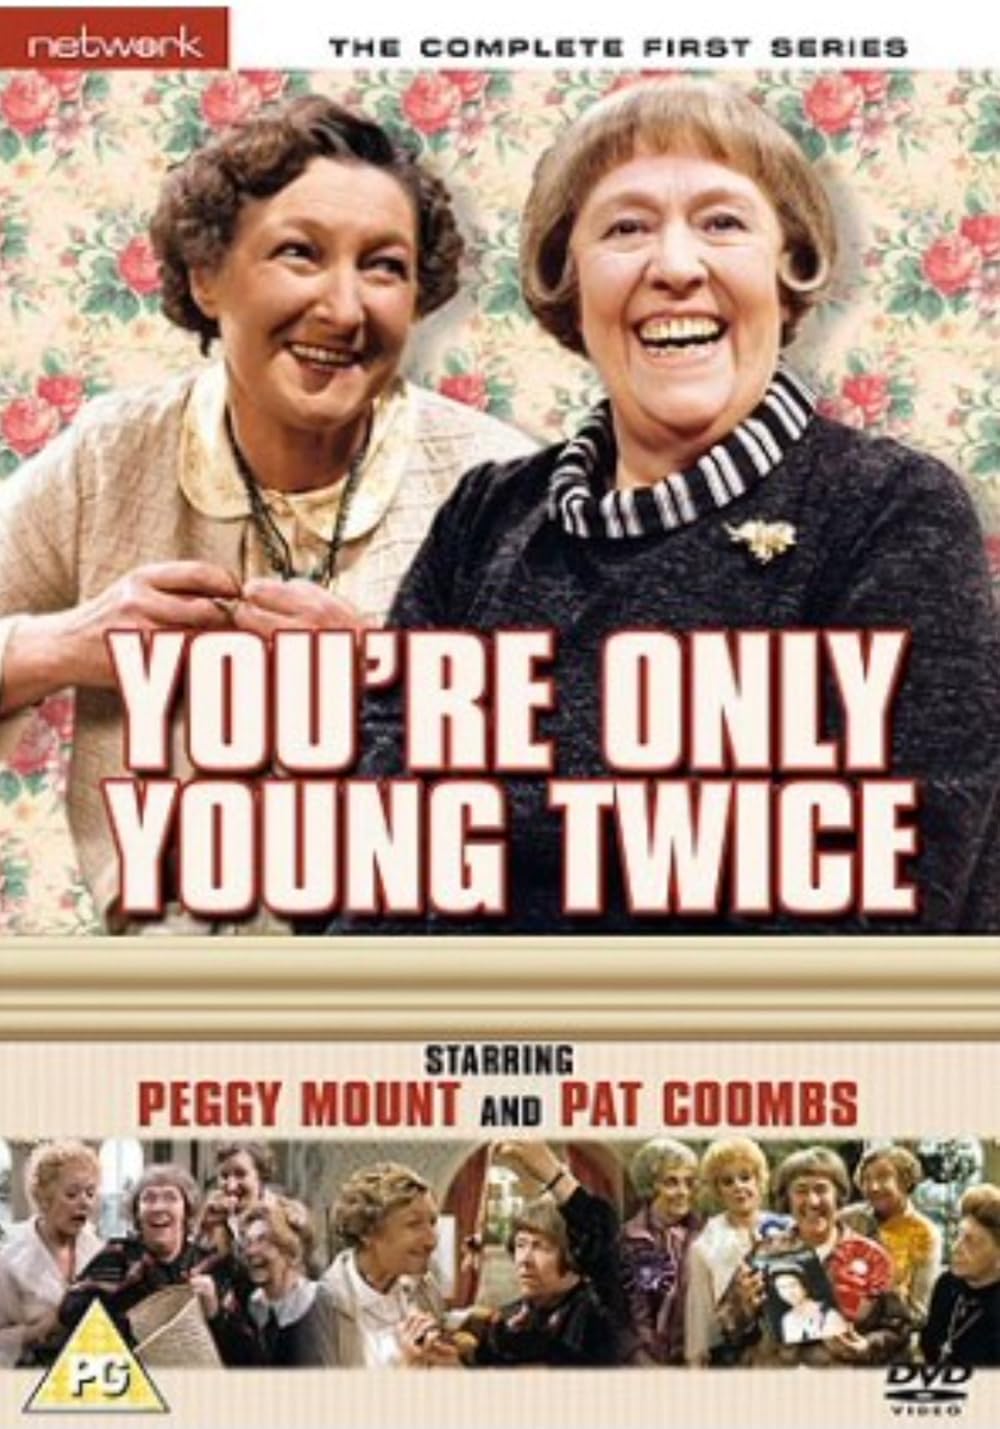 network
THE COMPLETE FIRST SERIES
YOU'RE ONLY
YOUNG TWICE
STARRING
PEGGY MOUNT AND PAT COOMBS
PG
DVD
VIDEO